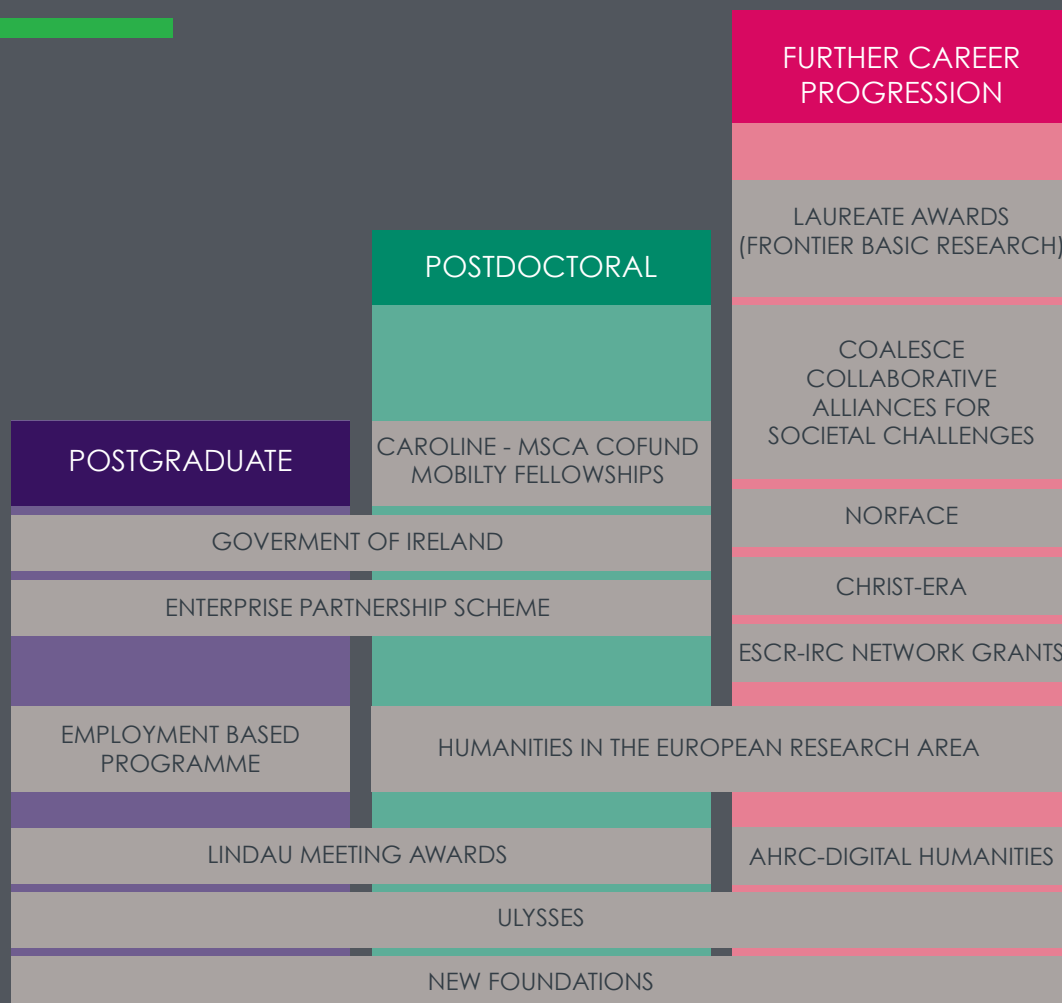 FURTHER CAREER
PROGRESSION
LAUREATE AWARDS
(FRONTIER BASIC RESEARCH)
POSTDOCTORAL
COALESCE
COLLABORATIVE
ALLIANCES FOR
SOCIETAL CHALLENGES
POSTGRADUATE
CAROLINE - MSCA COFUND
MOBILTY FELLOWSHIPS
NORFACE
GOVERMENT OF IRELAND
CHRIST-ERA
ENTERPRISE PARTNERSHIP SCHEME
ESCR-IRC NETWORK GRANTS
EMPLOYMENT BASED
PROGRAMME
HUMANITIES IN THE EUROPEAN RESEARCH AREA
LINDAU MEETING AWARDS
AHRC-DIGITAL HUMANITIES
ULYSSES
NEW FOUNDATIONS